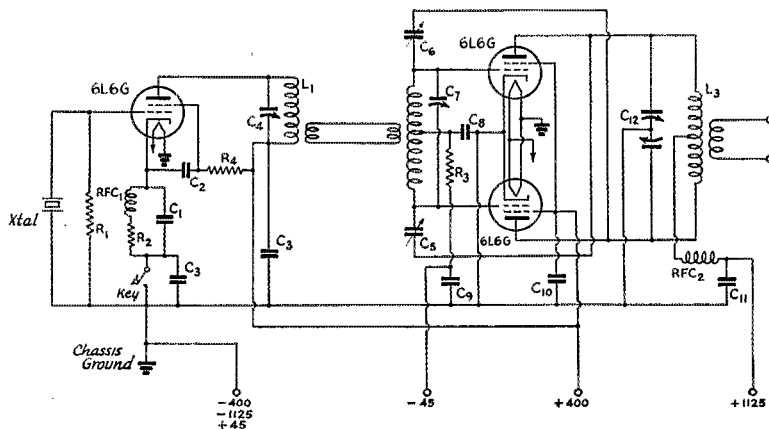 C6
6L6G
6L6G
L1
C7
C4
C8
C12
L3
R3
Xtal
R1
RFC1
C2
R4
C1
R2
C3
C3
C5
6L6G
Key
C9
C10
RFC2
C11
Chassis
Ground
-400
-1125
+45
-45
+400
+1125